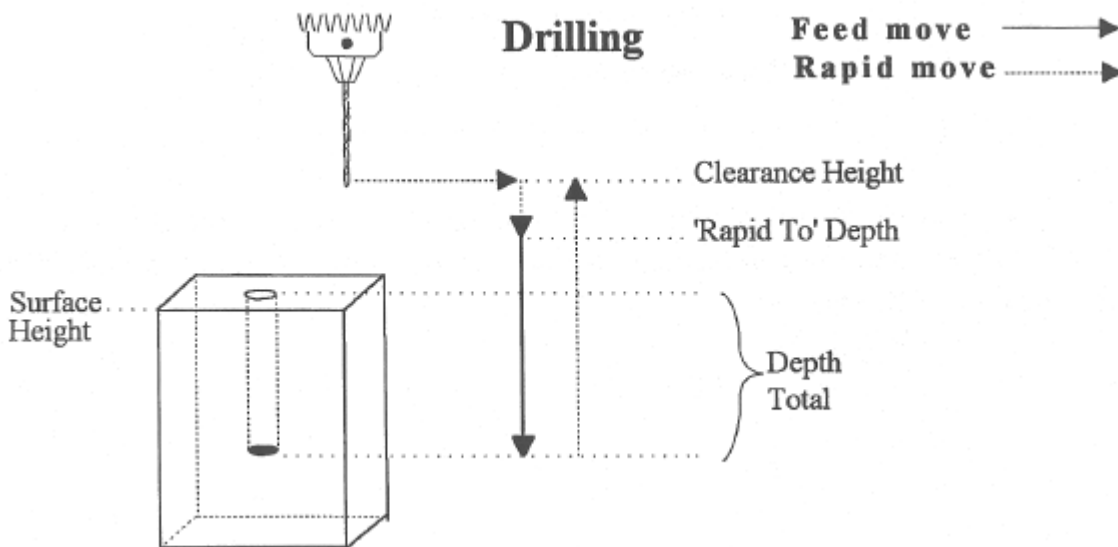 Drilling
Feed move
Rapid move
Clearance Height
'Rapid To' Depth
Surface
Height
Depth
Total